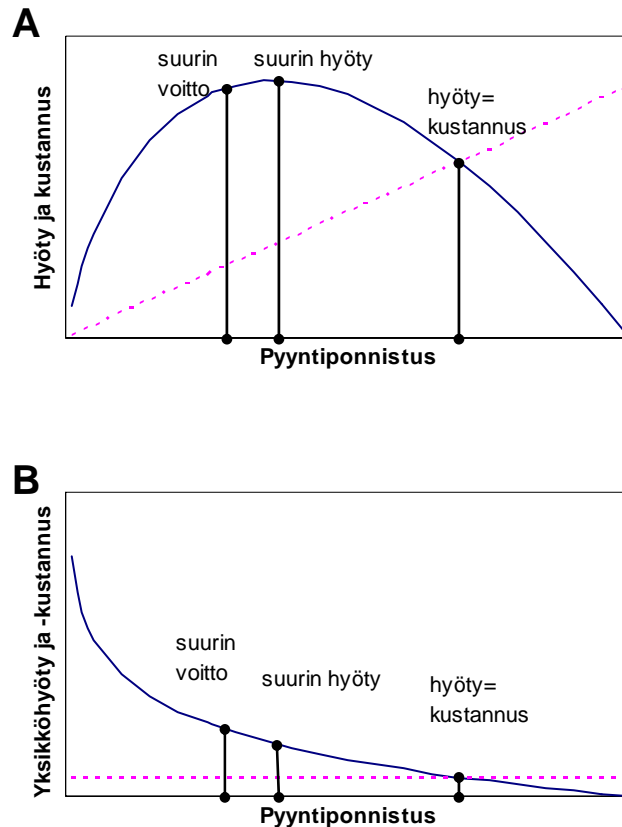 A
suurin
voitto
suurin hyöty
hyöty=
kustannus
Hyöty ja kustannus
Pyyntiponnistus
B
suurin
voitto
suurin hyöty
hyöty=
kustannus
Yksikköhyöty ja -kustannus
Pyyntiponnistus